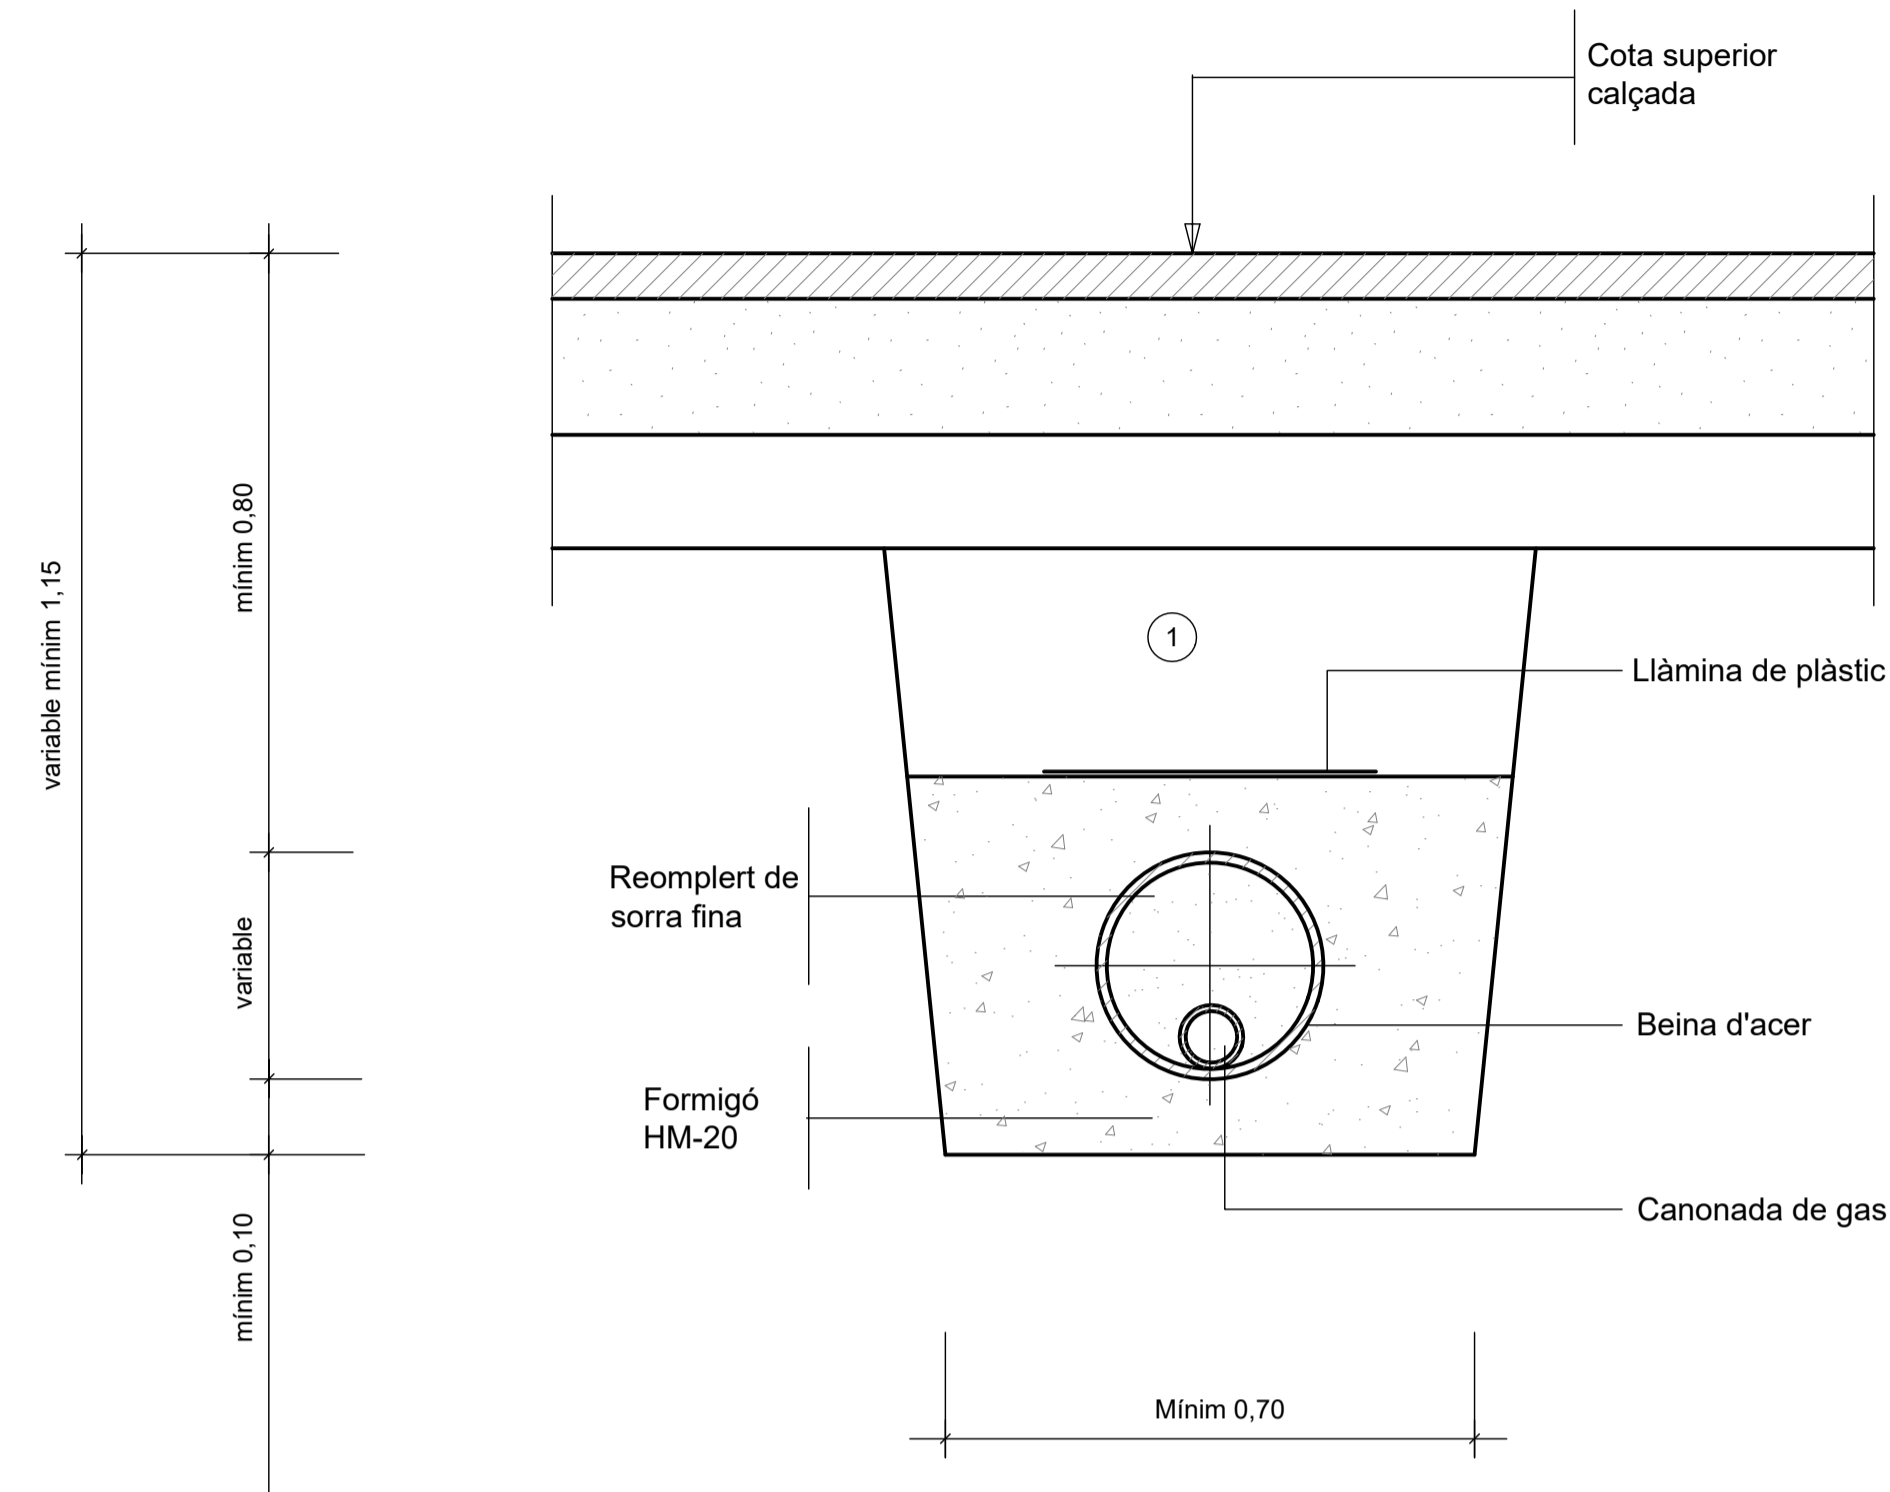 Cota superior
calçada
mínim 0,80
variable mínim 1,15
1
Llàmina de plàstic
Reomplert de
sorra fina
variable
Beina d'acer
Formigó
HM-20
Canonada de gas
mínim 0,10
Mínim 0,70